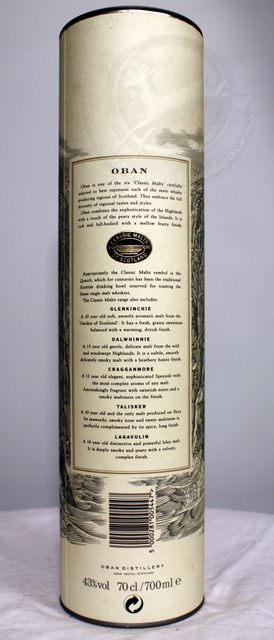 OBAN
Oban is one of the six 'Classic Malts' carefully
selected to best represent each of the main whisky
producing regions of Scotland. They embrace the full
diversity of regional tastes and styles.
Oban combines the sophistication of the Highlands
with a touch of the peaty style of the Islands. It is
rich and full-bodied with a mellow fruity finish.
CLASSIC MALTS
OF SCOTLAND
Appropriately the Classic Malts symbol is the
Quaich, which for centuries has been the traditional
Scottish drinking bowl reserved for toasting the
finest single malt whiskies.
The Classic Malts range also includes:
GLENKINCHIE
A 10 year old soft, sweetly aromatic malt from the
'Garden of Scotland'. It has a fresh, grassy sweetness
balanced with a warming, dryish finish.
DALWHINNIE
A 15 year old gentle, delicate malt from the wild
and windswept Highlands. It is a subtle, smooth
delicately smoky malt with a heathery honey finish.
CRAGGANMORE
A 12 year old elegant, sophisticated Speyside with
the most complex aroma of any malt.
Astonishingly fragrant with sweetish notes and a
smoky maltiness on the finish.
TALISKER
A 10 year old and the only malt produced on Skye
Its seaweedy, smoky tone and sweet maltiness is
perfectly complimented by its spicy, long finish.
LAGAVULIN
A 16 year old distinctive and powerful Islay malt
It is deeply smoky and peaty with a velvety,
complex finish.
OBAN DISTILLERY
OBAN ARGYLL SCOTLAND
43%vol 70 cl / 700 ml e